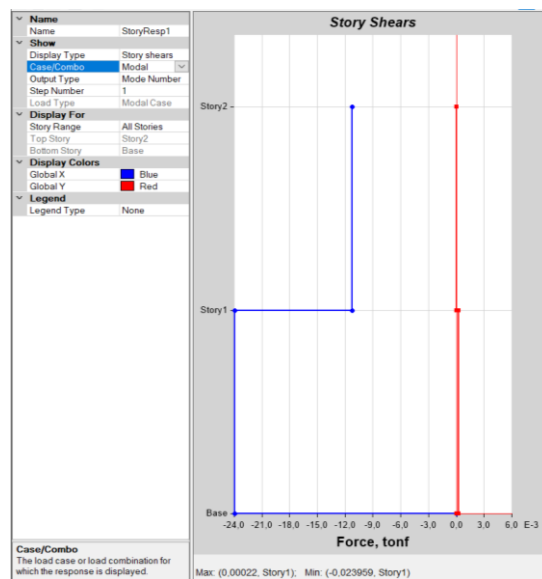 Name
Name StoryResp1
Show
Display Type Story shears
Case/Combo Modal
Output Type Mode Number
Step Number 1
Load Type Modal Case
Display For
Story Range All Stories
Top Story Story2
Bottom Story Base
Display Colors
Global X Blue
Global Y Red
Legend
Legend Type None
Case/Combo
The load case or load combination for
which the response is displayed.
Story Shears
Story2
Story1
Base
-24,0 -21,0 -18,0 -15,0 -12,0 -9,0 -6,0 -3,0 0,0 3,0 6,0 E-3
Force, tonf
Max: (0,00022, Story1); Min: (-0,023959, Story1)